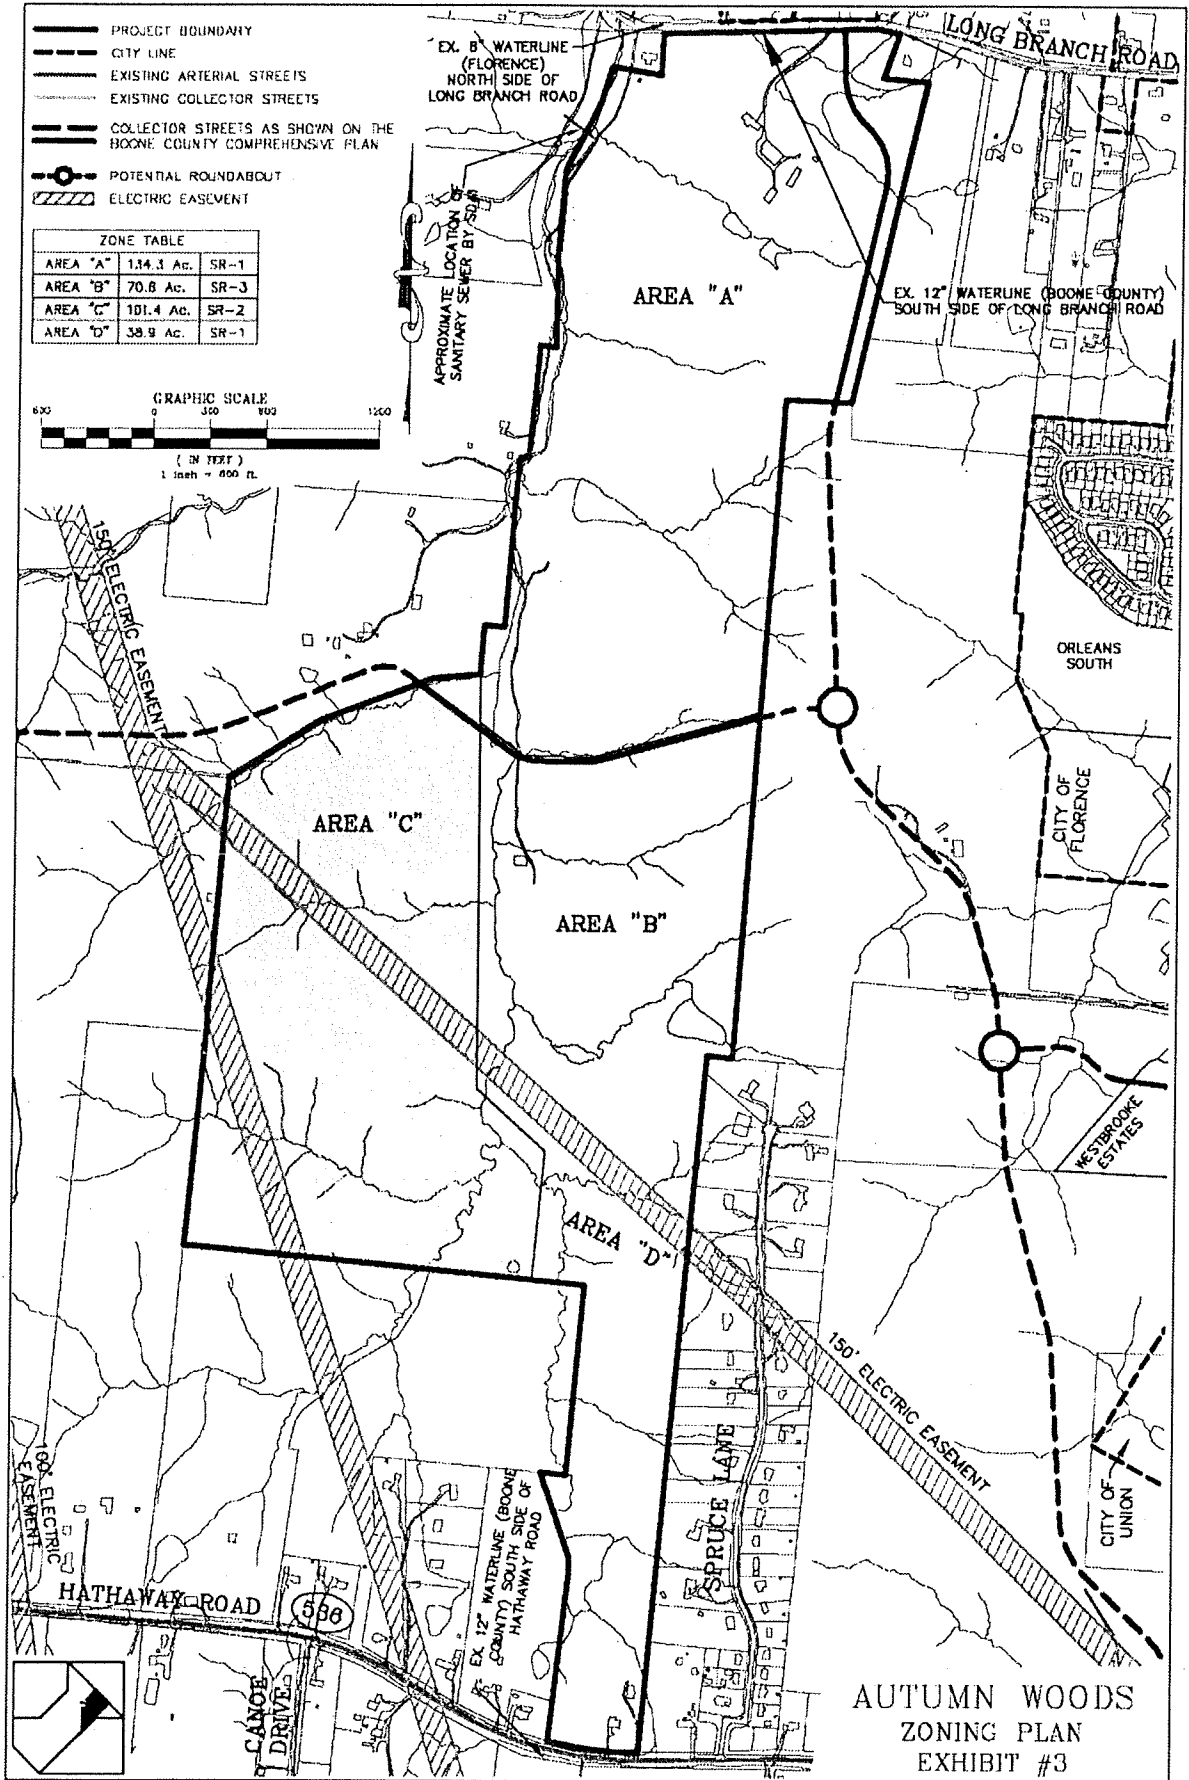 PROJECT BOUNDARY
CITY LINE
EXISTING ARTERIAL STREETS
EXISTING COLLECTOR STREETS
COLLECTOR STREETS AS SHOWN ON THE
BOONE COUNTY COMPREHENSIVE PLAN
POTENTIAL ROUNDABOUT
ELECTRIC EASEMENT
ZONE TABLE
AREA "A" 134.3 Ac. SR-1
AREA "B" 70.8 Ac. SR-3
AREA "C" 101.4 Ac. SR-2
AREA "D" 38.9 Ac. SR-1
GRAPHIC SCALE
600 0 300 600 1200
( IN FEET )
1 inch = 600 ft.
EX. 8" WATERLINE
(FLORENCE)
NORTH SIDE OF
LONG BRANCH ROAD
LONG BRANCH ROAD
APPROXIMATE LOCATION OF
SANITARY SEWER BY SD#1
AREA "A"
EX. 12" WATERLINE (BOONE COUNTY)
SOUTH SIDE OF LONG BRANCH ROAD
150' ELECTRIC EASEMENT
ORLEANS
SOUTH
CITY OF
FLORENCE
AREA "C"
AREA "B"
WESTBROOKE
ESTATES
AREA "D"
150' ELECTRIC EASEMENT
SPRUCE LANE
CITY OF
UNION
100' ELECTRIC
EASEMENT
EX. 12" WATERLINE (BOONE
COUNTY) SOUTH SIDE OF
HATHAWAY ROAD
HATHAWAY ROAD
536
CANOE
DRIVE
AUTUMN WOODS
ZONING PLAN
EXHIBIT #3